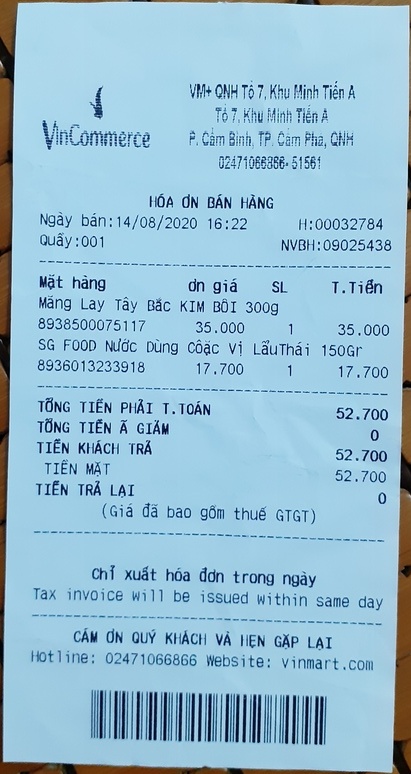 VinCommerce
VM+ QNH Tổ 7, Khu Minh Tiến A
Tổ 7, Khu Minh Tiến A
P. Cẩm Bình, TP. Cẩm Phả, QNH
02471066866-51561
HÓA ƠN BÁN HÀNG
Ngày bán:14/08/2020 16:22 H:00032784
Quầy:001 NVBH:09025438
Mặt hàng ơn giá SL T.Tiền
Măng Lay Tây Bắc KIM BÔI 300g
8938500075117 35.000 1 35.000
SG FOOD Nước Dùng Côặc Vị LẩuThái 150Gr
8936013233918 17.700 1 17.700
TỔNG TIỀN PHẢI T.TOÁN 52.700
TỔNG TIỀN Ã GIẢM 0
TIỀN KHÁCH TRẢ 52.700
TIỀN MẶT 52.700
TIỀN TRẢ LẠI 0
(Giá đã bao gồm thuế GTGT)
Chỉ xuất hóa đơn trong ngày
Tax invoice will be issued within same day
CẢM ƠN QUÝ KHÁCH VÀ HẸN GẶP LẠI
Hotline: 02471066866 Website: vinmart.com